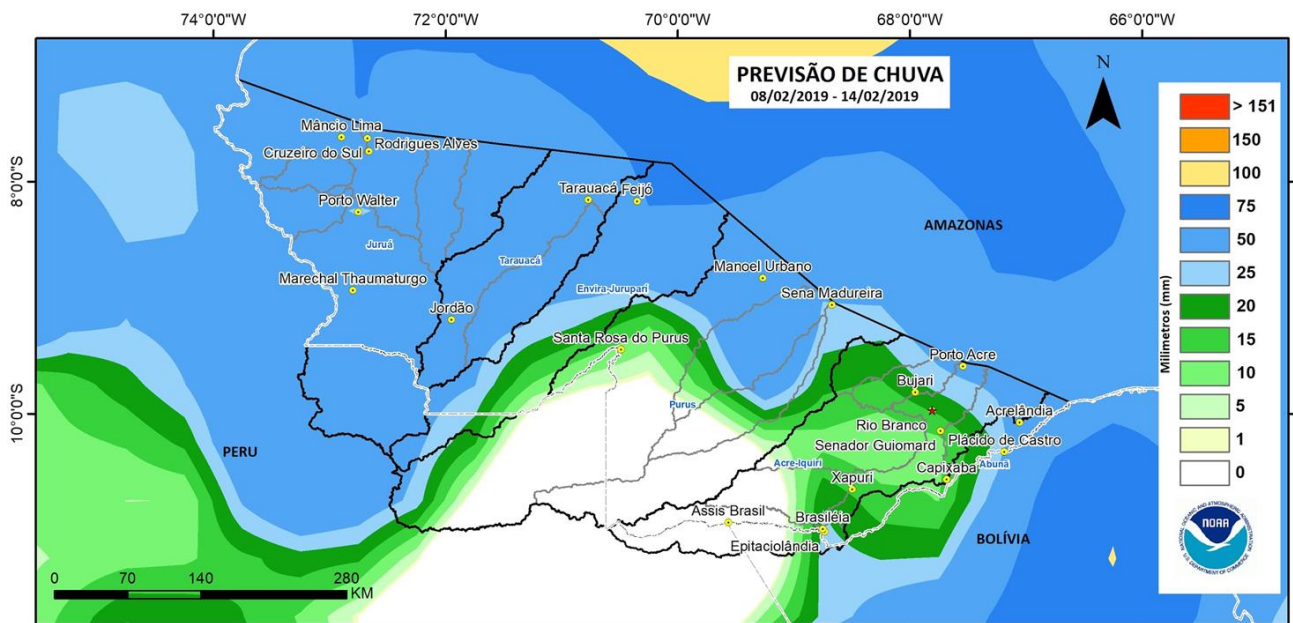 74°0'0"W
72°0'0"W
70°0'0"W
68°0'0"W
66°0'0"W
8°0'0"S
10°0'0"S
PREVISÃO DE CHUVA
08/02/2019 - 14/02/2019
N
Milimetros (mm)
> 151
150
100
75
50
25
20
15
10
5
1
0
NOAA
Mâncio Lima
Rodrigues Alves
Cruzeiro do Sul
Porto Walter
Juruá
Marechal Thaumaturgo
Tarauacá
Feijó
Tarauacá
Jordão
Envira-Jurupari
AMAZONAS
Manoel Urbano
Sena Madureira
Santa Rosa do Purus
Porto Acre
Bujari
Purus
Acrelândia
Rio Branco
Senador Guiomard
Plácido de Castro
PERU
Acre-Iquiri
Abunã
Xapuri
Capixaba
Assis Brasil
Brasiléia
Epitaciolândia
BOLÍVIA
0
70
140
280
KM